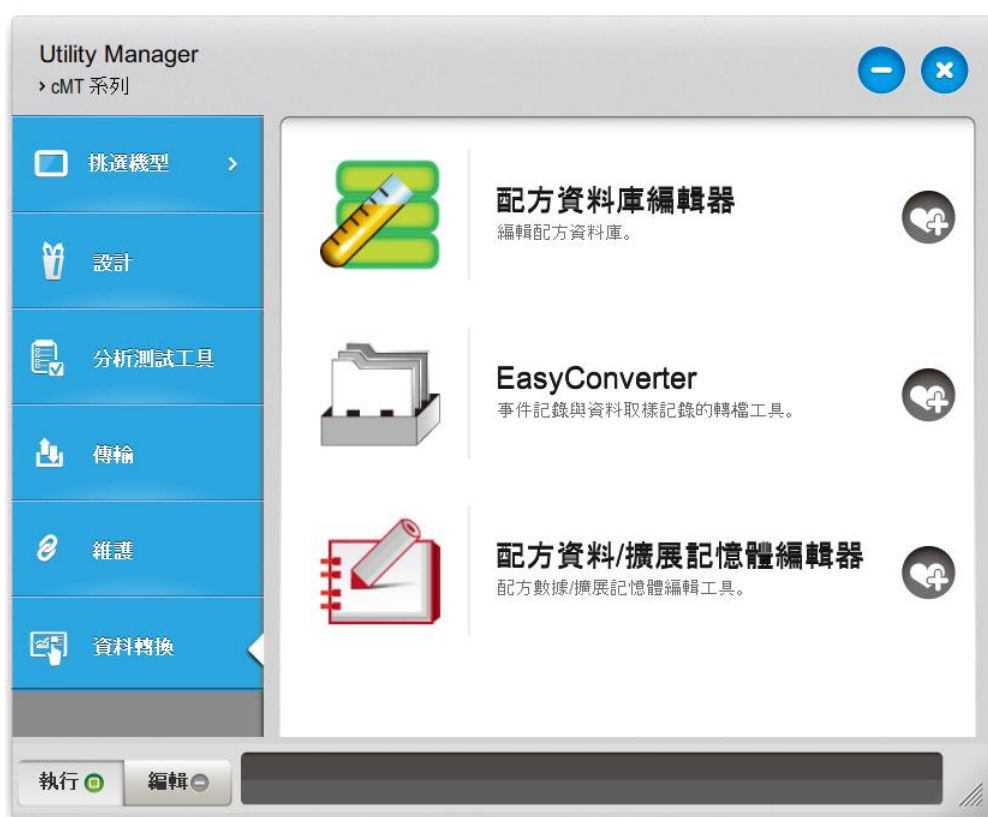 Utility Manager
› cMT 系列
挑選機型 ›
設計
分析測試工具
傳輸
維護
資料轉換
配方資料庫編輯器
編輯配方資料庫。
EasyConverter
事件記錄與資料取樣記錄的轉檔工具。
配方資料/擴展記憶體編輯器
配方數據/擴展記憶體編輯工具。
執行
編輯